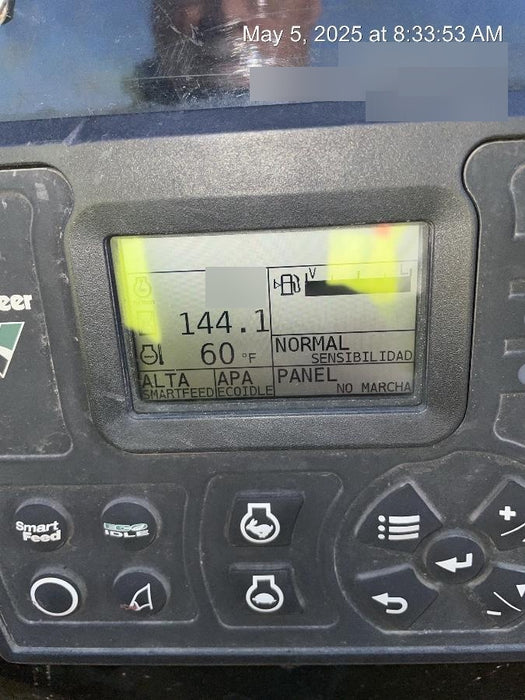 May 5, 2025 at 8:33:53 AM
eer
V L
144.1
60 °F
NORMAL
SENSIBILIDAD
ALTA
SMARTFEED
APA
ECOIDLE
PANEL
NO MARCHA
Smart
Feed
ECO
IDLE
+
-